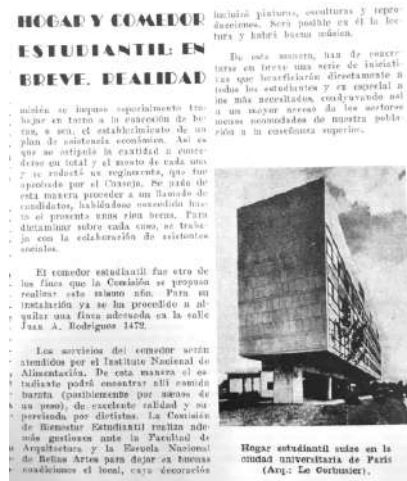 HOGAR Y COMEDOR
ESTUDIANTIL: EN
BREVE, REALIDAD
misión se impuso especialmente tra-
bajar en torno a la concreción de be-
cas, o sea, el establecimiento de un
plan de asistencia económica. Así es
que se estipuló la cantidad a conce-
derse en total y el monto de cada una
y se redactó su reglamento, que fue
aprobado por el Consejo. Se pudo de
esta manera proceder a un llamado de
candidatos, habiéndose concedido has-
ta el presente unas cien becas. Para
dictaminar sobre cada caso, se traba-
ja con la colaboración de asistentes
sociales.
El comedor estudiantil fue otro de
los fines que la Comisión se propuso
realizar este mismo año. Para su
instalación ya se ha procedido a al-
quilar una finca adecuada en la calle
Juan A. Rodríguez 1472.
Los servicios del comedor serán
atendidos por el Instituto Nacional de
Alimentación. De esta manera el es-
tudiante podrá encontrar allí comida
barata (posiblemente por menos de
un peso), de excelente calidad y su-
pervisada por dietistas. La Comisión
de Bienestar Estudiantil realiza ade-
más gestiones ante la Facultad de
Arquitectura y la Escuela Nacional
de Bellas Artes para dejar en buenas
condiciones el local, cuya decoración
incluirá pinturas, esculturas y repro-
ducciones. Será posible en él la lec-
tura y habrá buena música.
De esta manera, han de concre-
tarse en breve una serie de iniciati-
vas que beneficiarán directamente a
todos los estudiantes y en especial a
los más necesitados, coadyuvando así
a un mayor acceso de los sectores
menos acomodados de nuestra pobla-
ción a la enseñanza superior.
Hogar estudiantil suizo en la
ciudad universitaria de París
(Arq.: Le Corbusier).